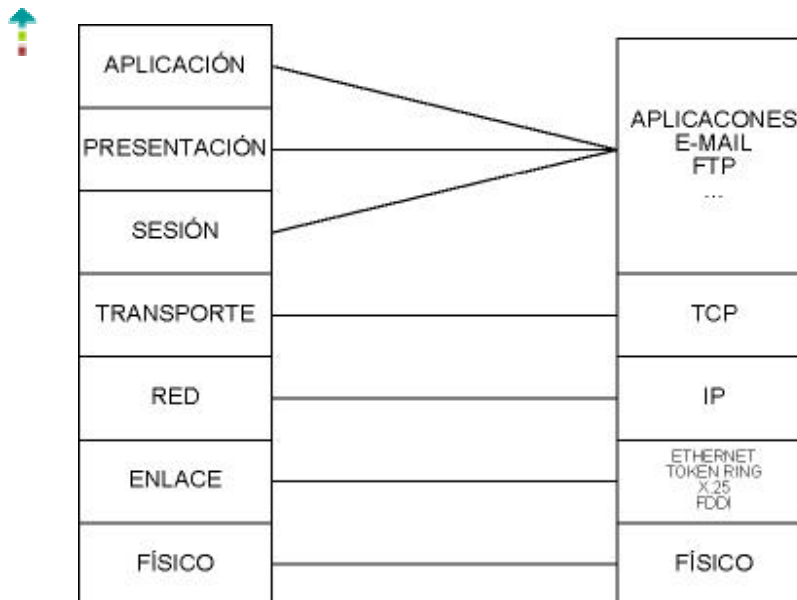 APLICACIÓN
PRESENTACIÓN
SESIÓN
TRANSPORTE
RED
ENLACE
FÍSICO
APLICACONES
E-MAIL
FTP
...
TCP
IP
ETHERNET
TOKEN RING
X.25
FDDI
FÍSICO